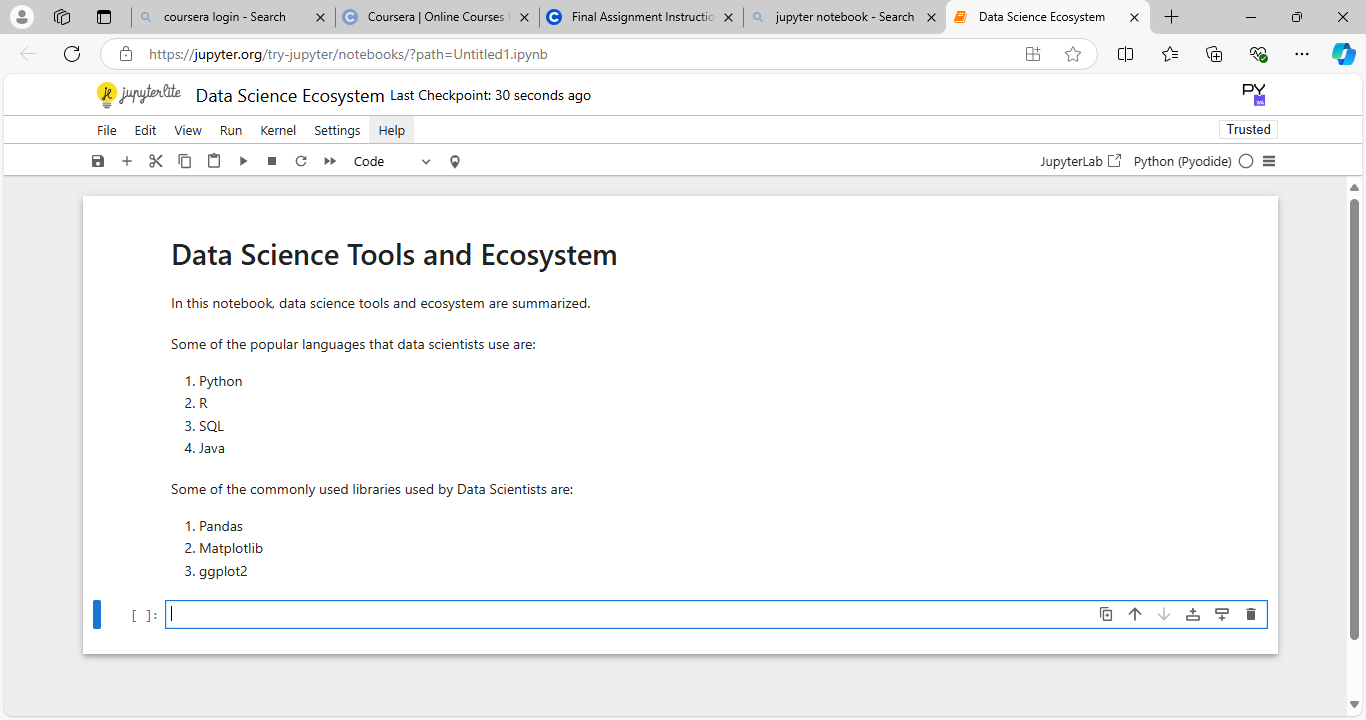 coursera login - Search
Coursera | Online Courses
Final Assignment Instructio
jupyter notebook - Search
Data Science Ecosystem
https://jupyter.org/try-jupyter/notebooks/?path=Untitled1.ipynb
jupyterlite
Data Science Ecosystem Last Checkpoint: 30 seconds ago
PY
File Edit View Run Kernel Settings Help
Trusted
Code
JupyterLab Python (Pyodide)
Data Science Tools and Ecosystem
In this notebook, data science tools and ecosystem are summarized.
Some of the popular languages that data scientists use are:
1. Python
2. R
3. SQL
4. Java
Some of the commonly used libraries used by Data Scientists are:
1. Pandas
2. Matplotlib
3. ggplot2
[ ]: